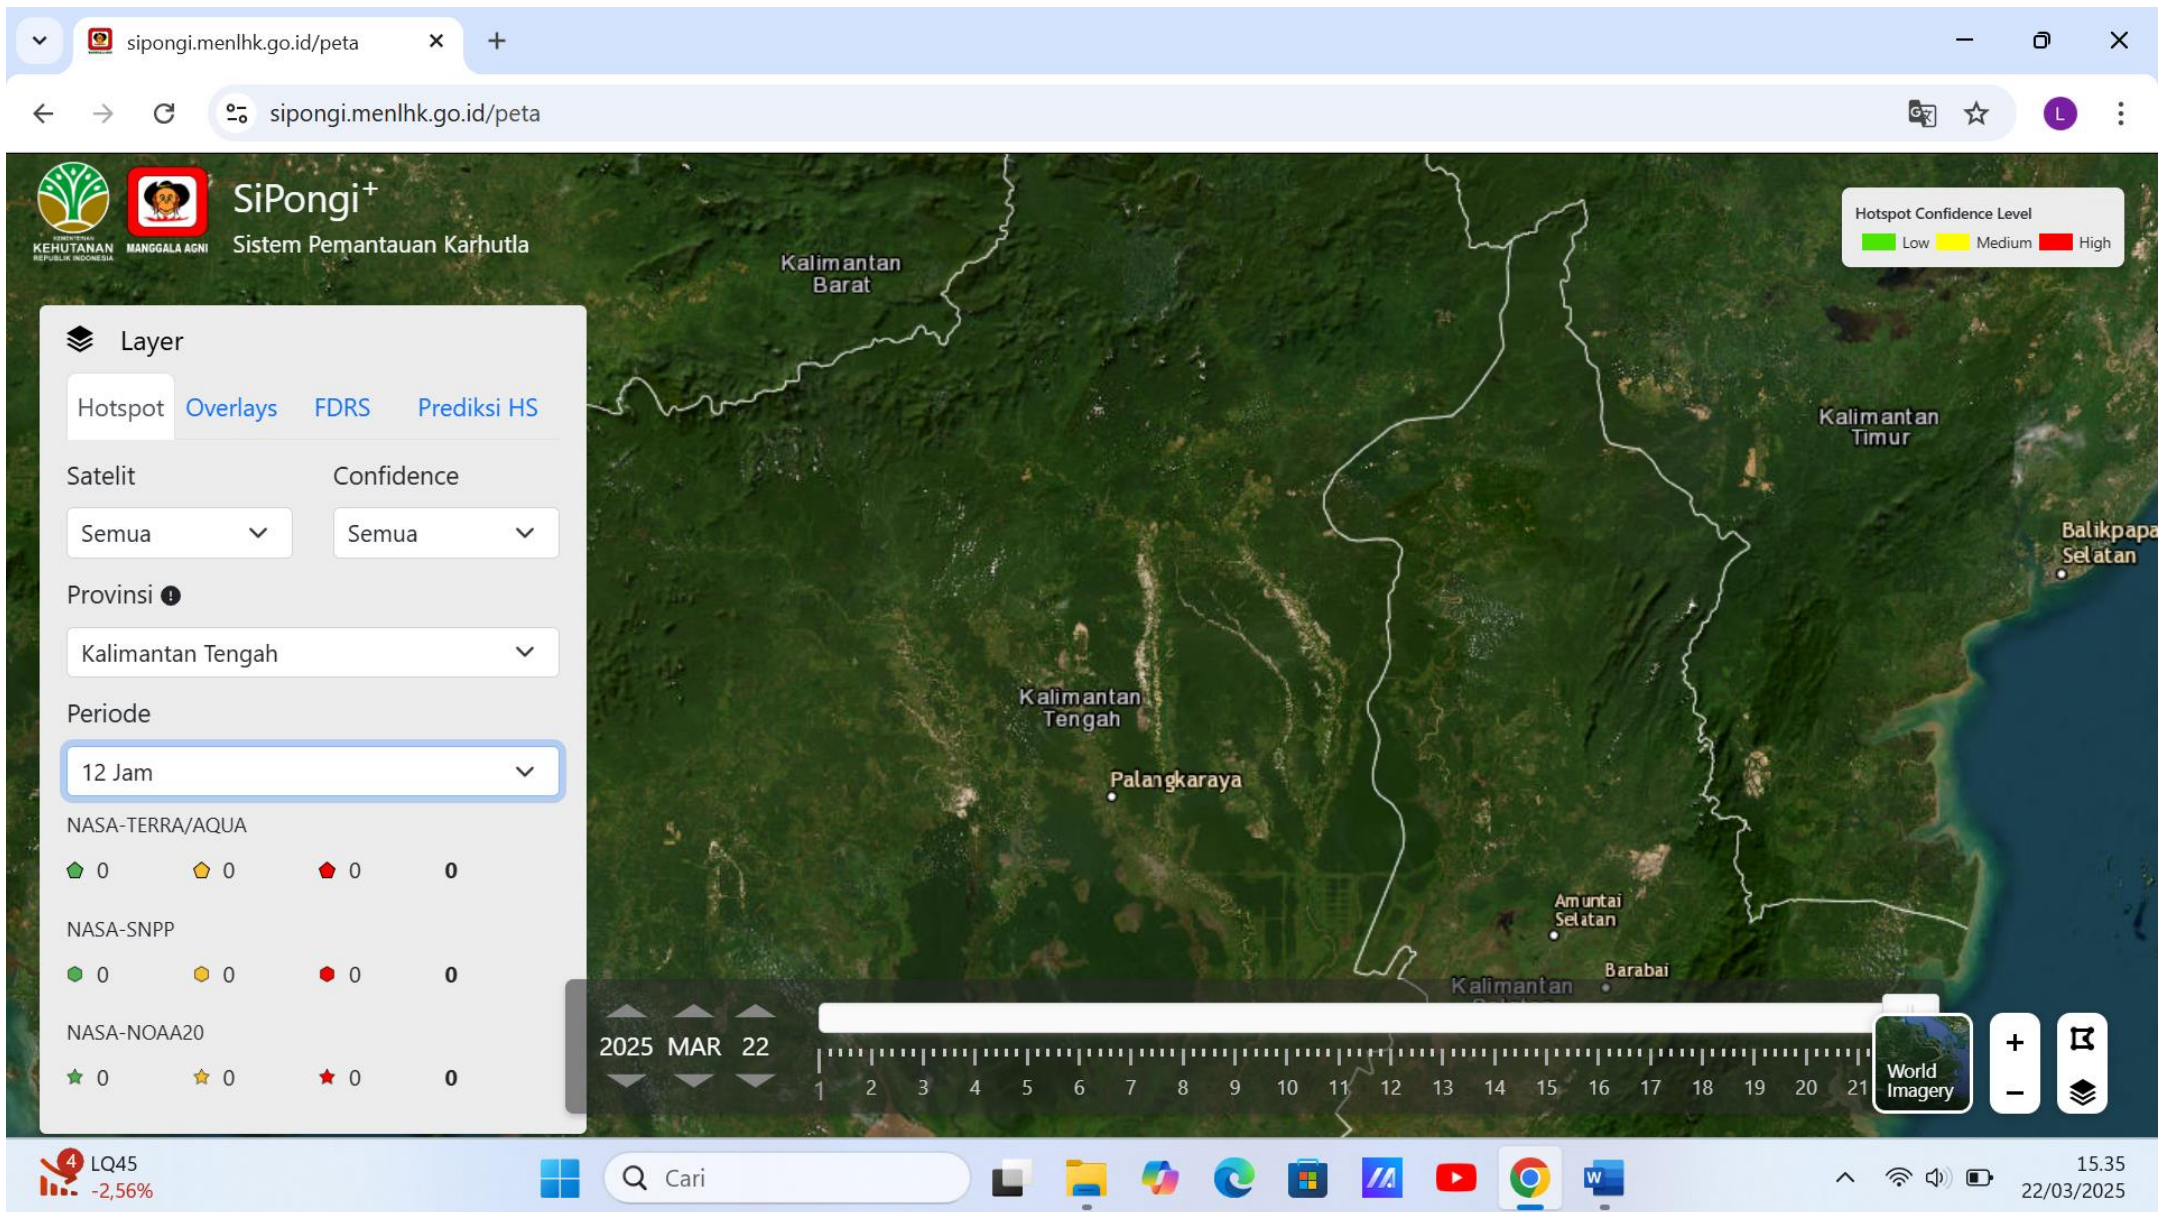 sipongi.menlhk.go.id/peta
sipongi.menlhk.go.id/peta
L
KEMENTERIAN
KEHUTANAN
REPUBLIK INDONESIA
MANGGALA AGNI
SiPongi+
Sistem Pemantauan Karhutla
Hotspot Confidence Level
Low Medium High
Layer
Hotspot Overlays FDRS Prediksi HS
Satelit Confidence
Semua Semua
Provinsi
Kalimantan Tengah
Periode
12 Jam
NASA-TERRA/AQUA
0 0 0 0
NASA-SNPP
0 0 0 0
NASA-NOAA20
0 0 0 0
Kalimantan
Barat
Kalimantan
Timur
Balikpapa
Selatan
Kalimantan
Tengah
Palangkaraya
Amuntai
Selatan
Barabai
Kalimantan
2025 MAR 22
1 2 3 4 5 6 7 8 9 10 11 12 13 14 15 16 17 18 19 20 21
World
Imagery
+
−
4
LQ45
-2,56%
Cari
W
15.35
22/03/2025